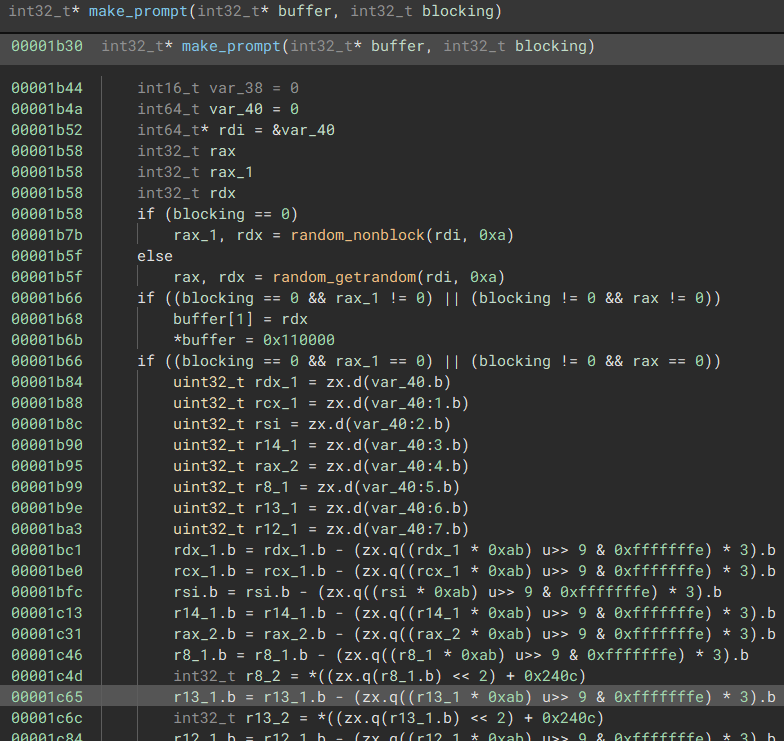 int32_t* make_prompt(int32_t* buffer, int32_t blocking)
00001b30 int32_t* make_prompt(int32_t* buffer, int32_t blocking)
00001b44 int16_t var_38 = 0
00001b4a int64_t var_40 = 0
00001b52 int64_t* rdi = &var_40
00001b58 int32_t rax
00001b58 int32_t rax_1
00001b58 int32_t rdx
00001b58 if (blocking == 0)
00001b7b rax_1, rdx = random_nonblock(rdi, 0xa)
00001b5f else
00001b5f rax, rdx = random_getrandom(rdi, 0xa)
00001b66 if ((blocking == 0 && rax_1 != 0) || (blocking != 0 && rax != 0))
00001b68 buffer[1] = rdx
00001b6b *buffer = 0x110000
00001b66 if ((blocking == 0 && rax_1 == 0) || (blocking != 0 && rax == 0))
00001b84 uint32_t rdx_1 = zx.d(var_40.b)
00001b88 uint32_t rcx_1 = zx.d(var_40:1.b)
00001b8c uint32_t rsi = zx.d(var_40:2.b)
00001b90 uint32_t r14_1 = zx.d(var_40:3.b)
00001b95 uint32_t rax_2 = zx.d(var_40:4.b)
00001b99 uint32_t r8_1 = zx.d(var_40:5.b)
00001b9e uint32_t r13_1 = zx.d(var_40:6.b)
00001ba3 uint32_t r12_1 = zx.d(var_40:7.b)
00001bc1 rdx_1.b = rdx_1.b - (zx.q((rdx_1 * 0xab) u>> 9 & 0xfffffffe) * 3).b
00001be0 rcx_1.b = rcx_1.b - (zx.q((rcx_1 * 0xab) u>> 9 & 0xfffffffe) * 3).b
00001bfc rsi.b = rsi.b - (zx.q((rsi * 0xab) u>> 9 & 0xfffffffe) * 3).b
00001c13 r14_1.b = r14_1.b - (zx.q((r14_1 * 0xab) u>> 9 & 0xfffffffe) * 3).b
00001c31 rax_2.b = rax_2.b - (zx.q((rax_2 * 0xab) u>> 9 & 0xfffffffe) * 3).b
00001c46 r8_1.b = r8_1.b - (zx.q((r8_1 * 0xab) u>> 9 & 0xfffffffe) * 3).b
00001c4d int32_t r8_2 = *((zx.q(r8_1.b) << 2) + 0x240c)
00001c65 r13_1.b = r13_1.b - (zx.q((r13_1 * 0xab) u>> 9 & 0xfffffffe) * 3).b
00001c6c int32_t r13_2 = *((zx.q(r13_1.b) << 2) + 0x240c)
00001c84 r12_1.b = r12_1.b - (zx.q((r12_1 * 0xab) u>> 9 & 0xfffffffe) * 3).b